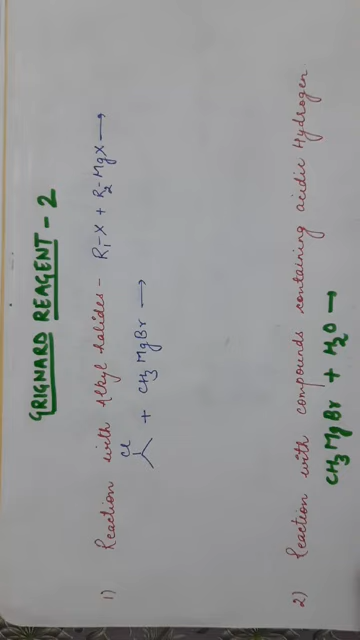 GRIGNARD REAGENT - 2
1) Reaction with Alkyl halides - R₁-X + R₂-MgX →
Cl
+ CH₃MgBr →
2) Reaction with compounds containing acidic Hydrogen.
CH₃MgBr + H₂O →